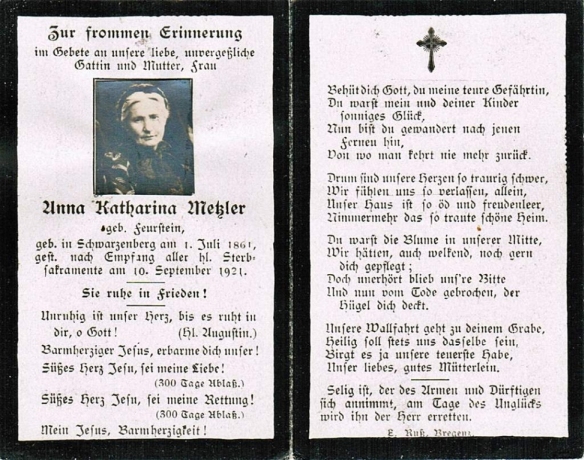 Zur frommen Erinnerung
im Gebete an unsere liebe, unvergeßliche
Gattin und Mutter, Frau
Anna Katharina Metzler
geb. Feurstein,
geb. in Schwarzenberg am 1. Juli 1861,
gest. nach Empfang aller hl. Sterb-
sakramente am 10. September 1921.
Sie ruhe in Frieden!
Unruhig ist unser Herz, bis es ruht in
dir, o Gott! (Hl. Augustin.)
Barmherziger Jesus, erbarme dich unser!
Süßes Herz Jesu, sei meine Liebe!
(300 Tage Ablaß.)
Süßes Herz Jesu, sei meine Rettung!
(300 Tage Ablaß.)
Mein Jesus, Barmherzigkeit!
Behüt dich Gott, du meine teure Gefährtin,
Du warst mein und deiner Kinder
sonniges Glück,
Nun bist du gewandert nach jenen
Fernen hin,
Von wo man kehrt nie mehr zurück.
Drum sind unsere Herzen so traurig schwer,
Wir fühlen uns so verlassen, allein,
Unser Haus ist so öd und freudenleer,
Nimmermehr das so traute schöne Heim.
Du warst die Blume in unserer Mitte,
Wir hätten, auch welkend, noch gern
dich gepflegt;
Doch unerhört blieb uns're Bitte
Und nun vom Tode gebrochen, der
Hügel dich deckt.
Unsere Wallfahrt geht zu deinem Grabe,
Heilig soll stets uns dasselbe sein,
Birgt es ja unsere teuerste Habe,
Unser liebes, gutes Mütterlein.
Selig ist, der des Armen und Dürftigen
sich annimmt, am Tage des Unglücks
wird ihn der Herr erretten.
L. Ruß, Bregenz.